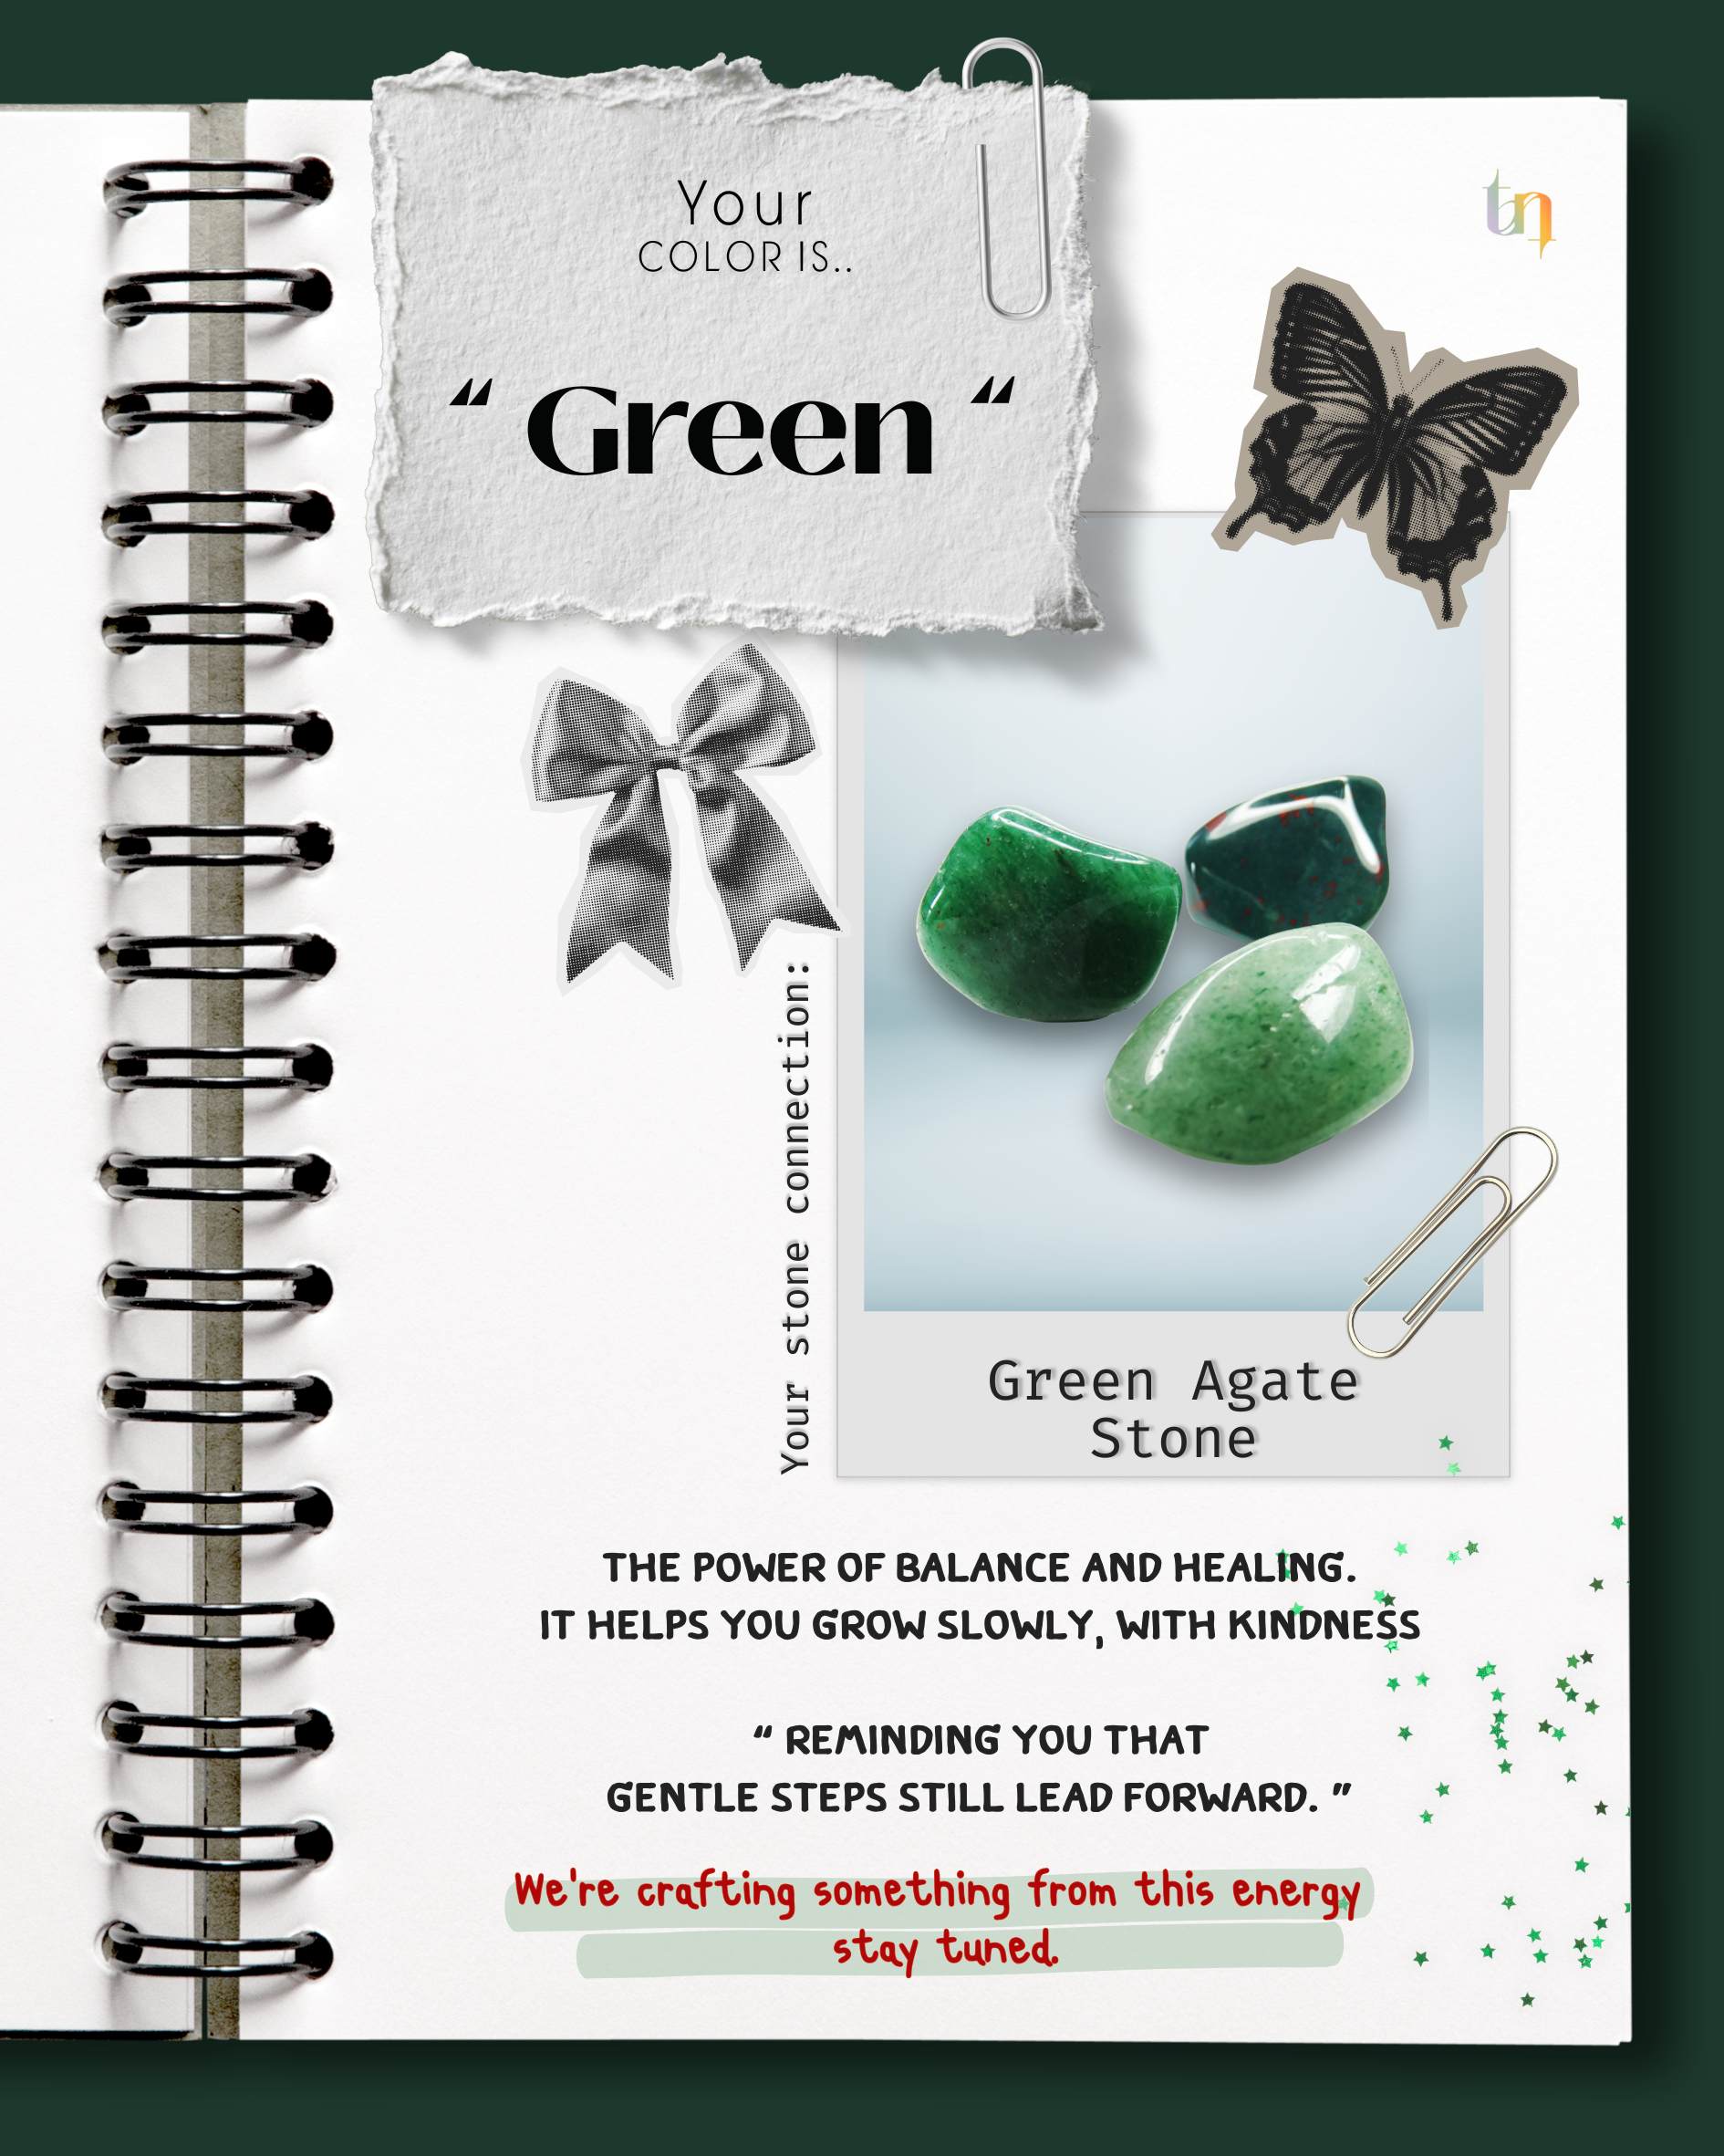 Your
COLOR IS..
“ Green “
tn
Your stone connection:
Green Agate
Stone
THE POWER OF BALANCE AND HEALING.
IT HELPS YOU GROW SLOWLY, WITH KINDNESS
“ REMINDING YOU THAT
GENTLE STEPS STILL LEAD FORWARD. ”
We're crafting something from this energy
stay tuned.